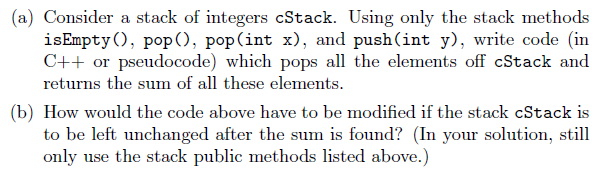 (a) Consider a stack of integers cStack. Using only the stack methods
isEmpty(), pop(), pop(int x), and push(int y), write code (in
C++ or pseudocode) which pops all the elements off cStack and
returns the sum of all these elements.
(b) How would the code above have to be modified if the stack cStack is
to be left unchanged after the sum is found? (In your solution, still
only use the stack public methods listed above.)